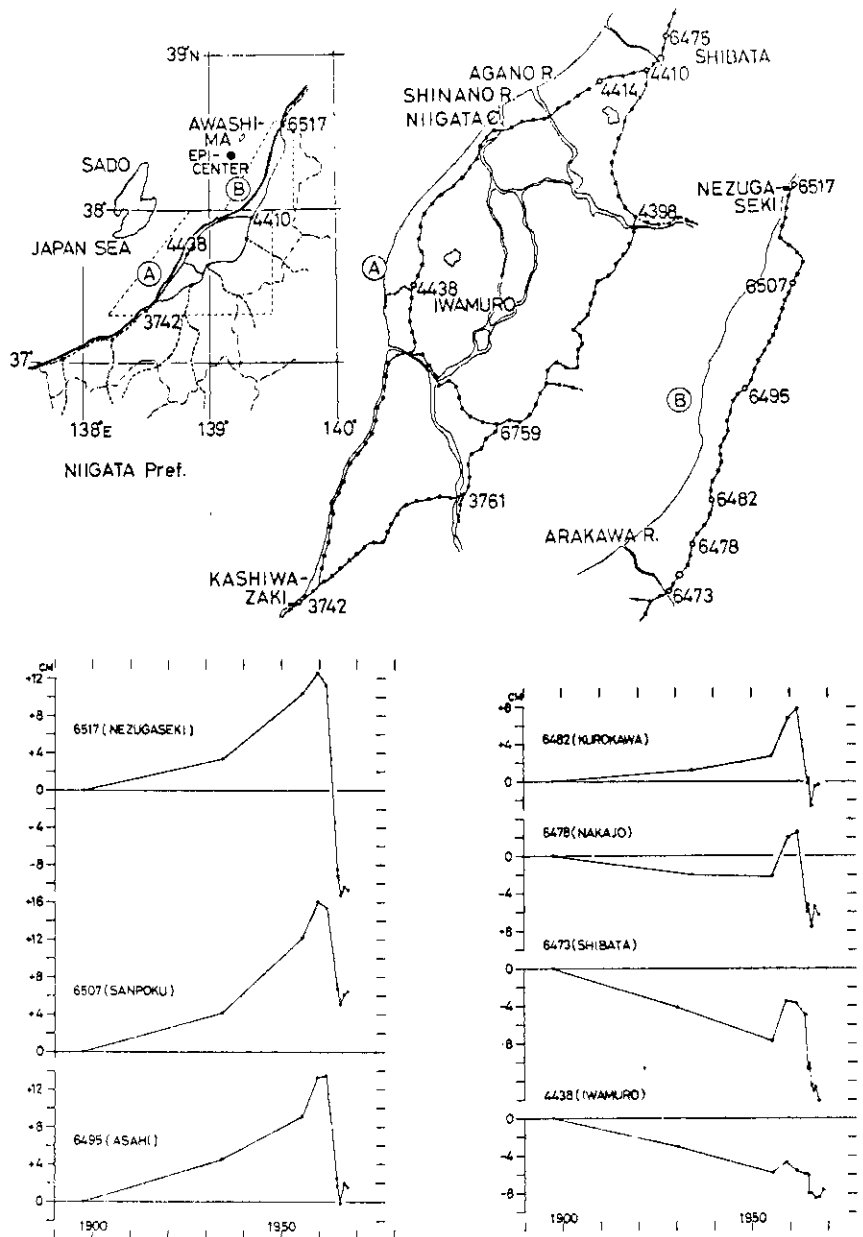 39°N
AWASHI-
MA
EPI-
CENTER
6517
SADO
B
38°
4410
JAPAN SEA
4438
A
3742
37°
138°E
139°
140°
NIIGATA Pref.
6475
SHIBATA
AGANO R.
4410
SHINANO R.
4414
NIIGATA C.
4398
A
4438
IWAMURO
6759
3761
KASHIWA-
ZAKI
3742
NEZUGA-
SEKI
6517
6507
B
6495
6482
ARAKAWA R.
6478
6473
CM
+12
+8
6517 (NEZUGASEKI)
+4
0
-4
-8
+16
+12
+8
6507 (SANPOKU)
+4
0
+12
+8
6495 (ASAHI)
+4
0
1900
1950
CM
+8
6482 (KUROKAWA)
+4
0
6478 (NAKAJO)
0
-4
-8
6473 (SHIBATA)
0
-4
-8
4438 (IWAMURO)
0
-4
-8
1900
1950